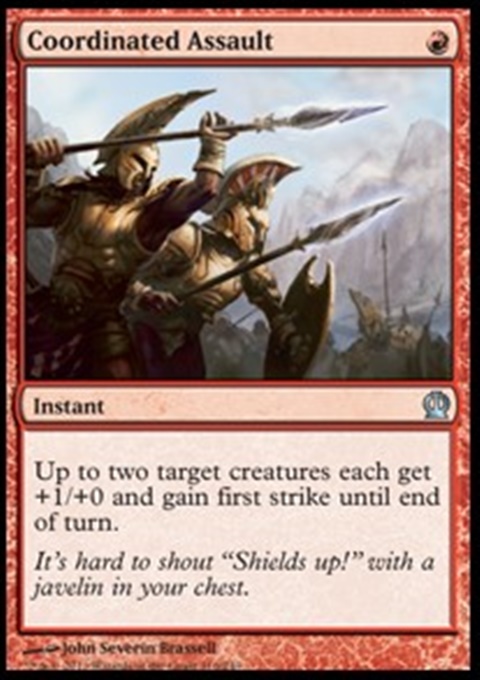 Coordinated Assault
Instant
Up to two target creatures each get
+1/+0 and gain first strike until end
of turn.
It's hard to shout “Shields up!” with a
javelin in your chest.
John Severin Brassell